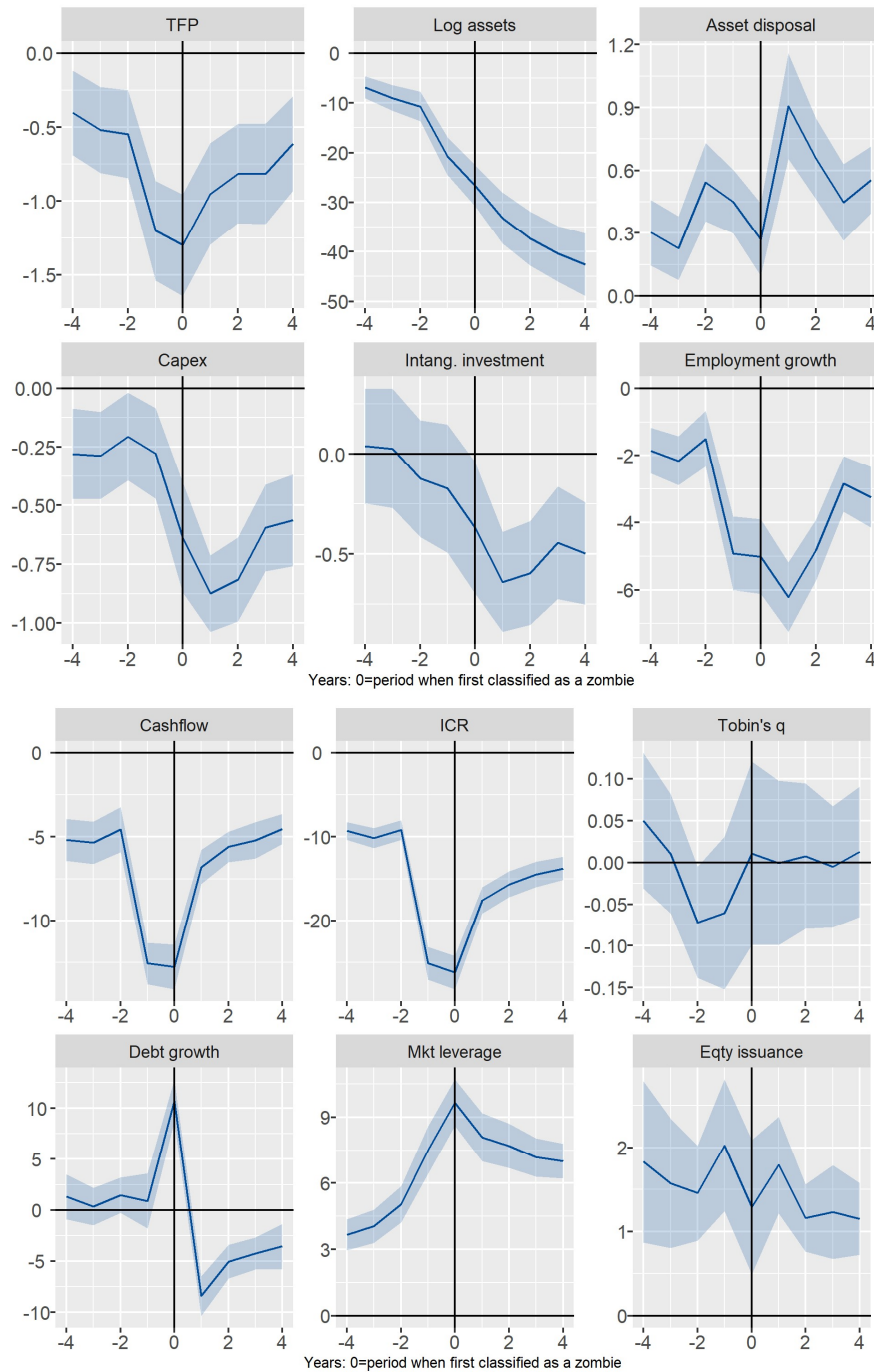 TFP
Log assets
Asset disposal
0.0
-0.5
-1.0
-1.5
-4 -2 0 2 4
0
-10
-20
-30
-40
-50
-4 -2 0 2 4
1.2
0.9
0.6
0.3
0.0
-4 -2 0 2 4
Capex
Intang. investment
Employment growth
0.00
-0.25
-0.50
-0.75
-1.00
-4 -2 0 2 4
0.0
-0.5
-4 -2 0 2 4
0
-2
-4
-6
-4 -2 0 2 4
Years: 0=period when first classified as a zombie
Cashflow
ICR
Tobin's q
0
-5
-10
-4 -2 0 2 4
0
-10
-20
-4 -2 0 2 4
0.10
0.05
0.00
-0.05
-0.10
-0.15
-4 -2 0 2 4
Debt growth
Mkt leverage
Eqty issuance
10
5
0
-5
-10
-4 -2 0 2 4
9
6
3
0
-4 -2 0 2 4
2
1
0
-4 -2 0 2 4
Years: 0=period when first classified as a zombie